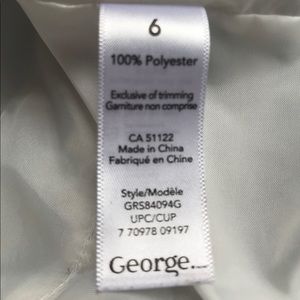 6
100% Polyester
Exclusive of trimming
Garniture non comprise
CA 51122
Made in China
Fabriqué en Chine
Style/Modèle
GRS84094G
UPC/CUP
7 70978 09197
George.